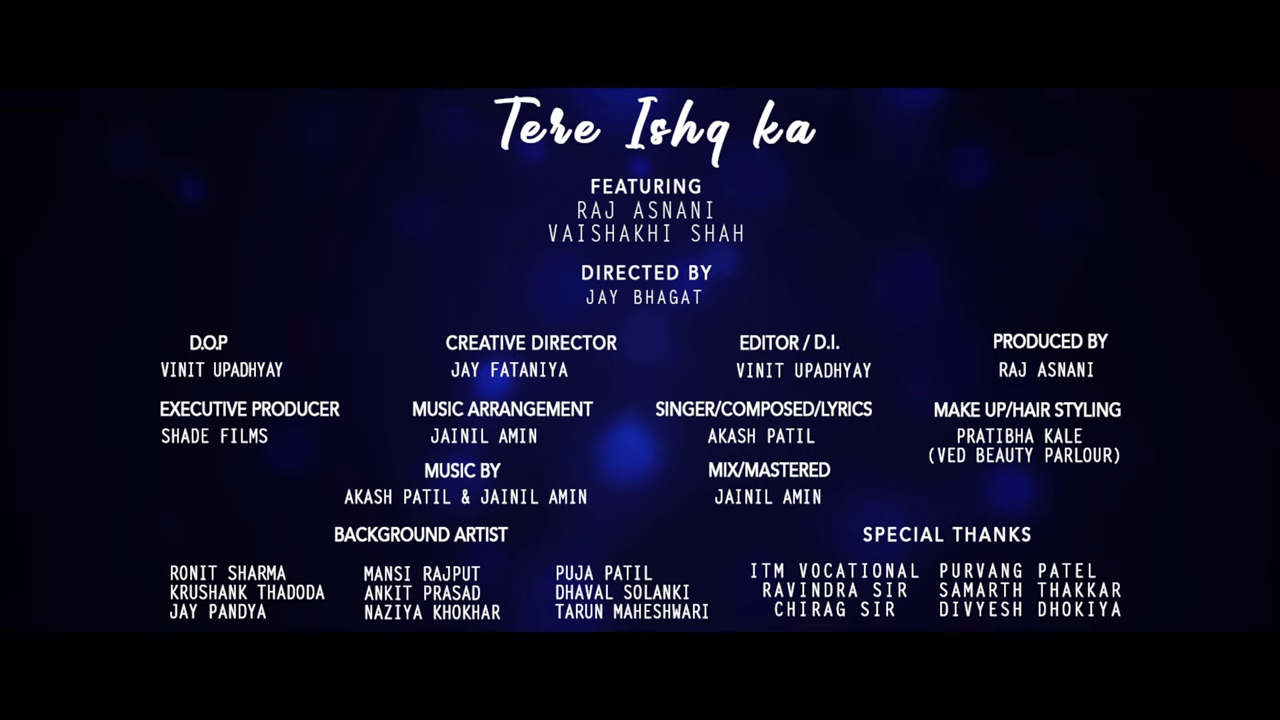 Tere Ishq ka
FEATURING
RAJ ASNANI
VAISHAKHI SHAH
DIRECTED BY
JAY BHAGAT
D.O.P
VINIT UPADHYAY
CREATIVE DIRECTOR
JAY FATANIYA
EDITOR / D.I.
VINIT UPADHYAY
PRODUCED BY
RAJ ASNANI
EXECUTIVE PRODUCER
SHADE FILMS
MUSIC ARRANGEMENT
JAINIL AMIN
SINGER/COMPOSED/LYRICS
AKASH PATIL
MAKE UP/HAIR STYLING
PRATIBHA KALE
(VED BEAUTY PARLOUR)
MUSIC BY
AKASH PATIL & JAINIL AMIN
MIX/MASTERED
JAINIL AMIN
BACKGROUND ARTIST
RONIT SHARMA
KRUSHANK THADODA
JAY PANDYA
MANSI RAJPUT
ANKIT PRASAD
NAZIYA KHOKHAR
PUJA PATIL
DHAVAL SOLANKI
TARUN MAHESHWARI
SPECIAL THANKS
ITM VOCATIONAL
RAVINDRA SIR
CHIRAG SIR
PURVANG PATEL
SAMARTH THAKKAR
DIVYESH DHOKIYA